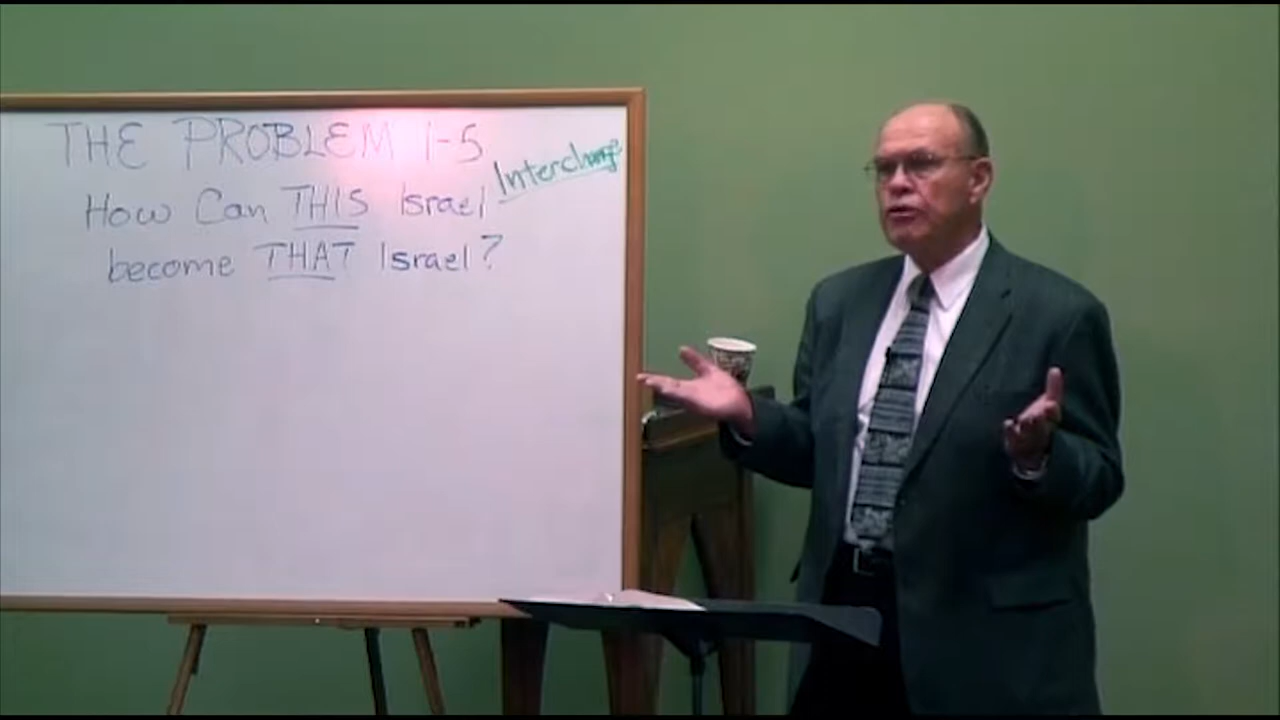 THE PROBLEM 1-5
Interchange
How Can THIS Israel
become THAT Israel?